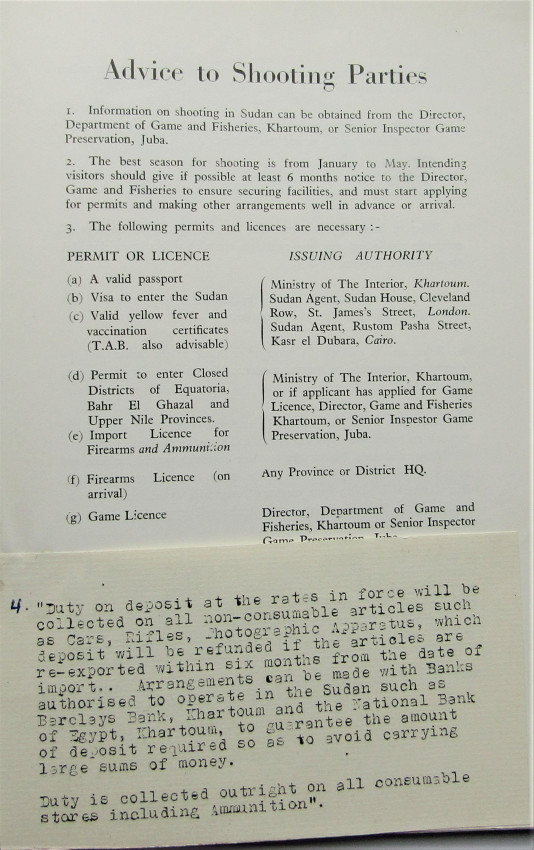 Advice to Shooting Parties
1. Information on shooting in Sudan can be obtained from the Director,
Department of Game and Fisheries, Khartoum, or Senior Inspector Game
Preservation, Juba.
2. The best season for shooting is from January to May. Intending
visitors should give if possible at least 6 months notice to the Director,
Game and Fisheries to ensure securing facilities, and must start applying
for permits and making other arrangements well in advance or arrival.
3. The following permits and licences are necessary :-
PERMIT OR LICENCE
(a) A valid passport
(b) Visa to enter the Sudan
(c) Valid yellow fever and
vaccination certificates
(T.A.B. also advisable)
ISSUING AUTHORITY
Ministry of The Interior, Khartoum.
Sudan Agent, Sudan House, Cleveland
Row, St. James's Street, London.
Sudan Agent, Rustom Pasha Street,
Kasr el Dubara, Cairo.
(d) Permit to enter Closed
Districts of Equatoria,
Bahr El Ghazal and
Upper Nile Provinces.
(e) Import Licence for
Firearms and Ammunition
Ministry of The Interior, Khartoum,
or if applicant has applied for Game
Licence, Director, Game and Fisheries
Khartoum, or Senior Inspestor Game
Preservation, Juba.
(f) Firearms Licence (on
arrival)
Any Province or District HQ.
(g) Game Licence
Director, Department of Game and
Fisheries, Khartoum or Senior Inspector
Game Preservation, Juba.
4. "Duty on deposit at the rates in force will be
collected on all non-consumable articles such
as Cars, Rifles, Photographic Apparatus, which
deposit will be refunded if the articles are
re-exported within six months from the date of
import.. Arrangements can be made with Banks
authorised to operate in the Sudan such as
Barclays Bank, Khartoum and the National Bank
of Egypt, Khartoum, to guarantee the amount
of deposit required so as to avoid carrying
large sums of money.
Duty is collected outright on all consumable
stores including Ammunition".